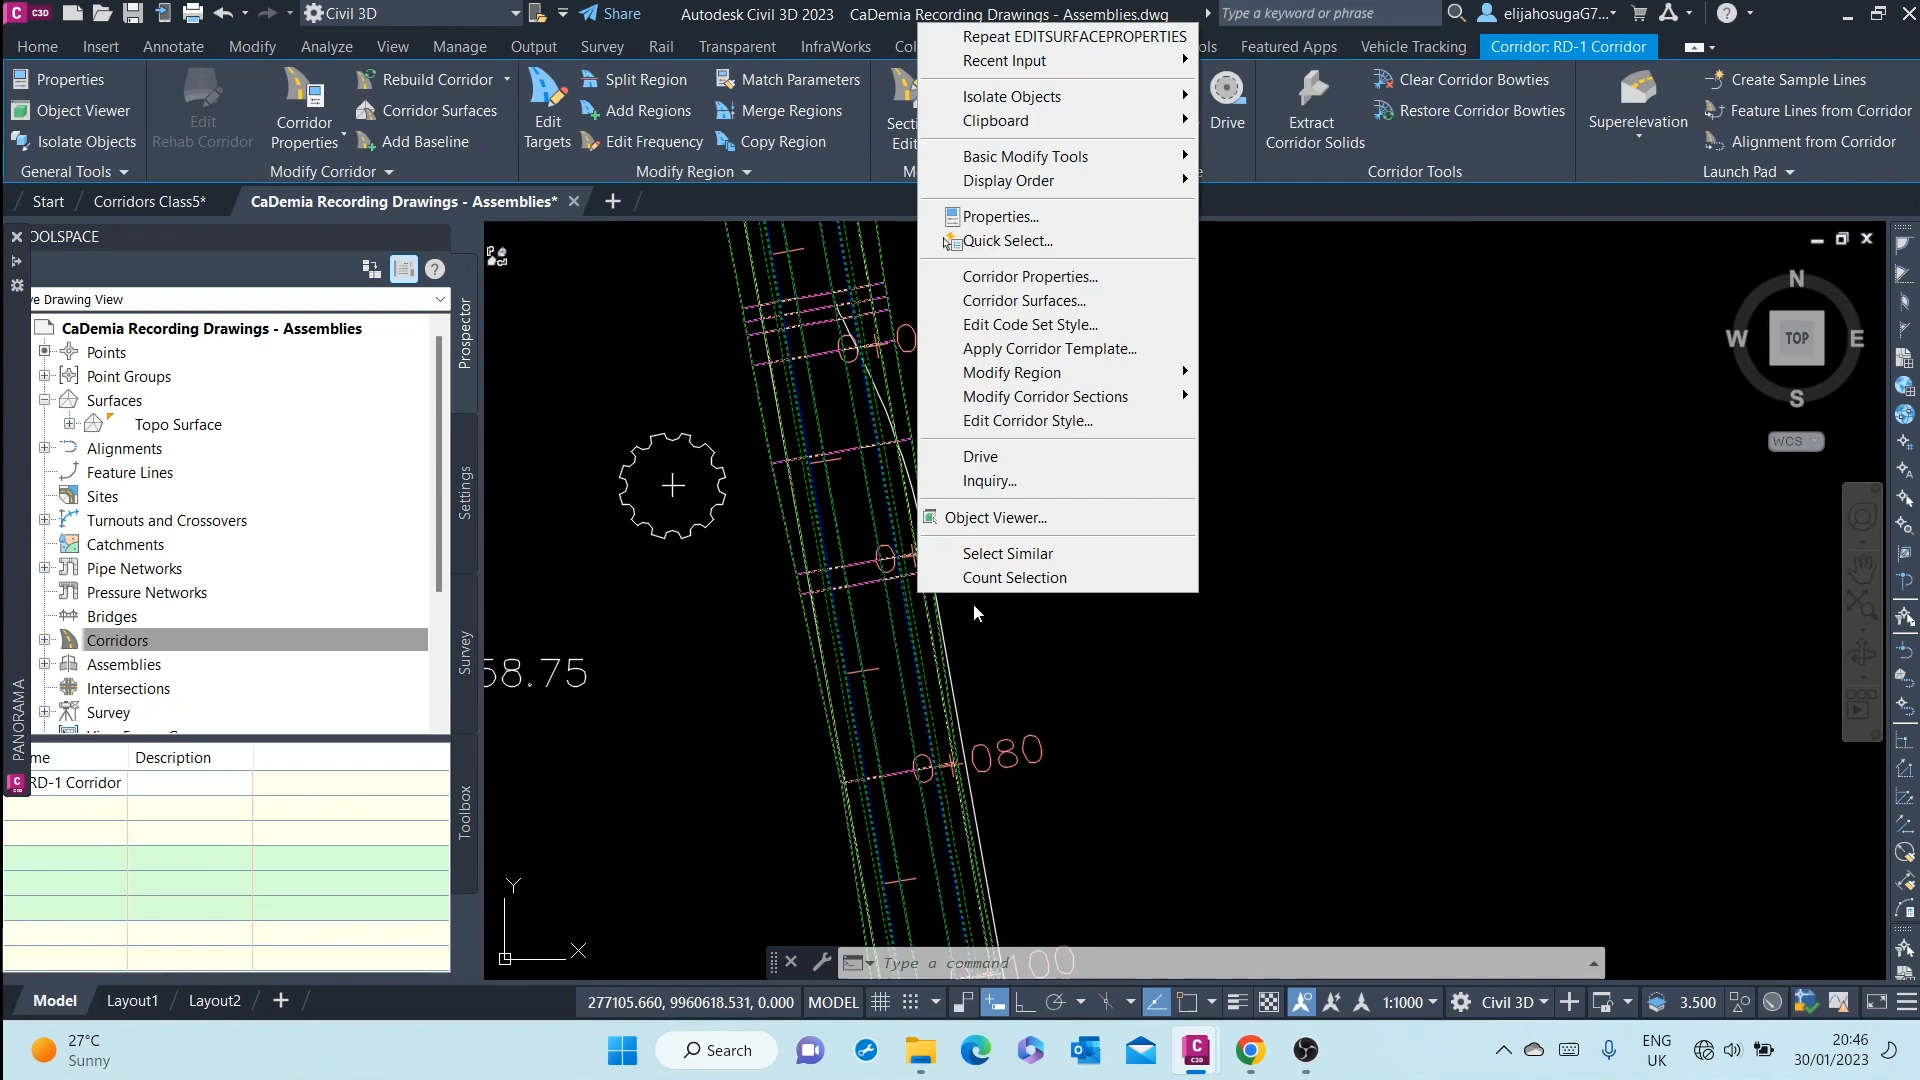 C3D
Civil 3D
Share
Autodesk Civil 3D 2023
CaDemia Recording Drawings - Assemblies.dwg
Type a keyword or phrase
elijahosugaG7...
Home
Insert
Annotate
Modify
Analyze
View
Manage
Output
Survey
Rail
Transparent
InfraWorks
Featured Apps
Vehicle Tracking
Corridor: RD-1 Corridor
Properties
Object Viewer
Isolate Objects
General Tools
Edit
Rehab Corridor
Corridor
Properties
Rebuild Corridor
Corridor Surfaces
Add Baseline
Modify Corridor
Edit
Targets
Split Region
Add Regions
Edit Frequency
Match Parameters
Merge Regions
Copy Region
Modify Region
Drive
Extract
Corridor Solids
Clear Corridor Bowties
Restore Corridor Bowties
Corridor Tools
Superelevation
Create Sample Lines
Feature Lines from Corridor
Alignment from Corridor
Launch Pad
Start
Corridors Class5*
CaDemia Recording Drawings - Assemblies*
OOLSPACE
ve Drawing View
CaDemia Recording Drawings - Assemblies
Points
Point Groups
Surfaces
Topo Surface
Alignments
Feature Lines
Sites
Turnouts and Crossovers
Catchments
Pipe Networks
Pressure Networks
Bridges
Corridors
Assemblies
Intersections
Survey
Prospector
Settings
Survey
Toolbox
PANORAMA
me
Description
RD-1 Corridor
Repeat EDITSURFACEPROPERTIES
Recent Input
Isolate Objects
Clipboard
Basic Modify Tools
Display Order
Properties...
Quick Select...
Corridor Properties...
Corridor Surfaces...
Edit Code Set Style...
Apply Corridor Template...
Modify Region
Modify Corridor Sections
Edit Corridor Style...
Drive
Inquiry...
Object Viewer...
Select Similar
Count Selection
58.75
0+080
N
W
TOP
E
S
WCS
Y
X
Type a command
Model
Layout1
Layout2
277105.660, 9960618.531, 0.000
MODEL
1:1000
Civil 3D
3.500
27°C
Sunny
Search
ENG
UK
20:46
30/01/2023